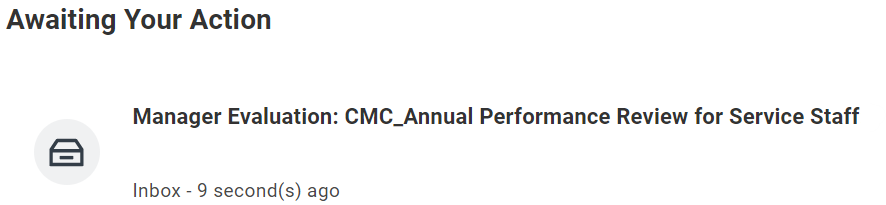 Awaiting Your Action
Manager Evaluation: CMC_Annual Performance Review for Service Staff
Inbox - 9 second(s) ago